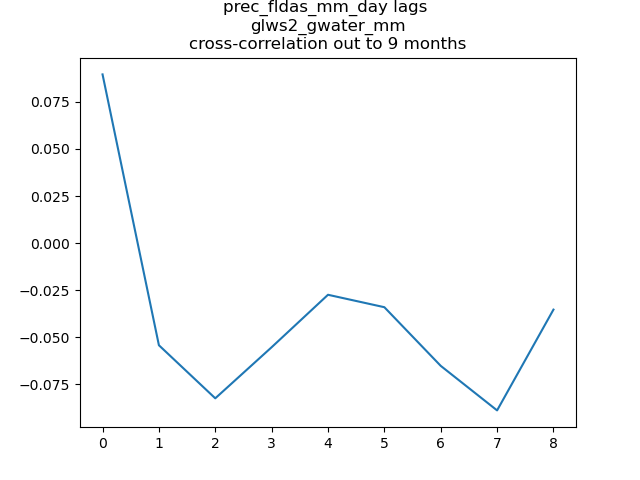 prec_fldas_mm_day lags
glws2_gwater_mm
cross-correlation out to 9 months
0.075
0.050
0.025
0.000
−0.025
−0.050
−0.075
0 1 2 3 4 5 6 7 8